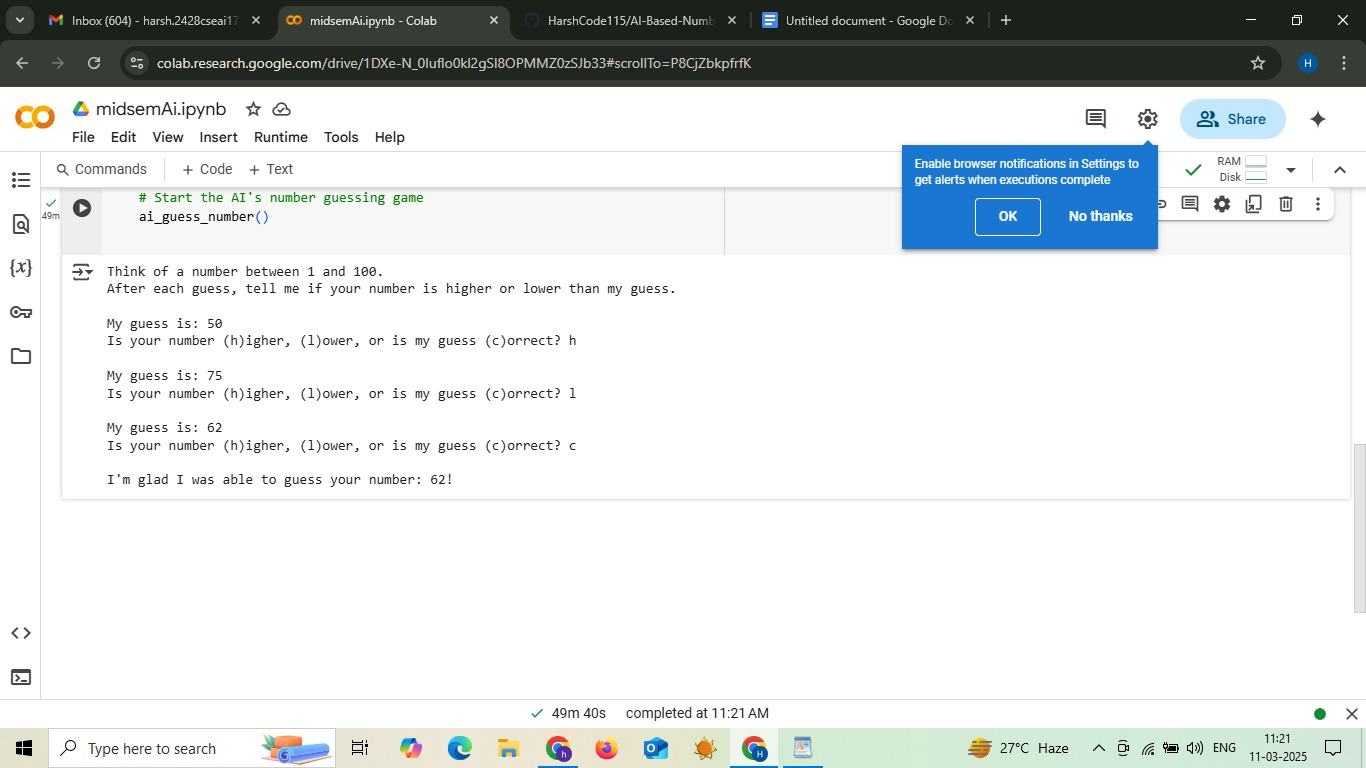 Inbox (604) - harsh.2428cseai17
midsemAi.ipynb - Colab
HarshCode115/AI-Based-Numb
Untitled document - Google Do
colab.research.google.com/drive/
H
midsemAi.ipynb
File Edit View Insert Runtime Tools Help
Share
Commands
+ Code + Text
RAM
Disk
Enable browser notifications in Settings to
get alerts when executions complete
OK No thanks
49m
# Start the AI's number guessing game
ai_guess_number()
Think of a number between 1 and 100.
After each guess, tell me if your number is higher or lower than my guess.
My guess is: 50
Is your number (h)igher, (l)ower, or is my guess (c)orrect? h
My guess is: 75
Is your number (h)igher, (l)ower, or is my guess (c)orrect? l
My guess is: 62
Is your number (h)igher, (l)ower, or is my guess (c)orrect? c
I'm glad I was able to guess your number: 62!
{x}
49m 40s completed at 11:21 AM
Type here to search
27°C Haze
ENG
11:21
11-03-2025